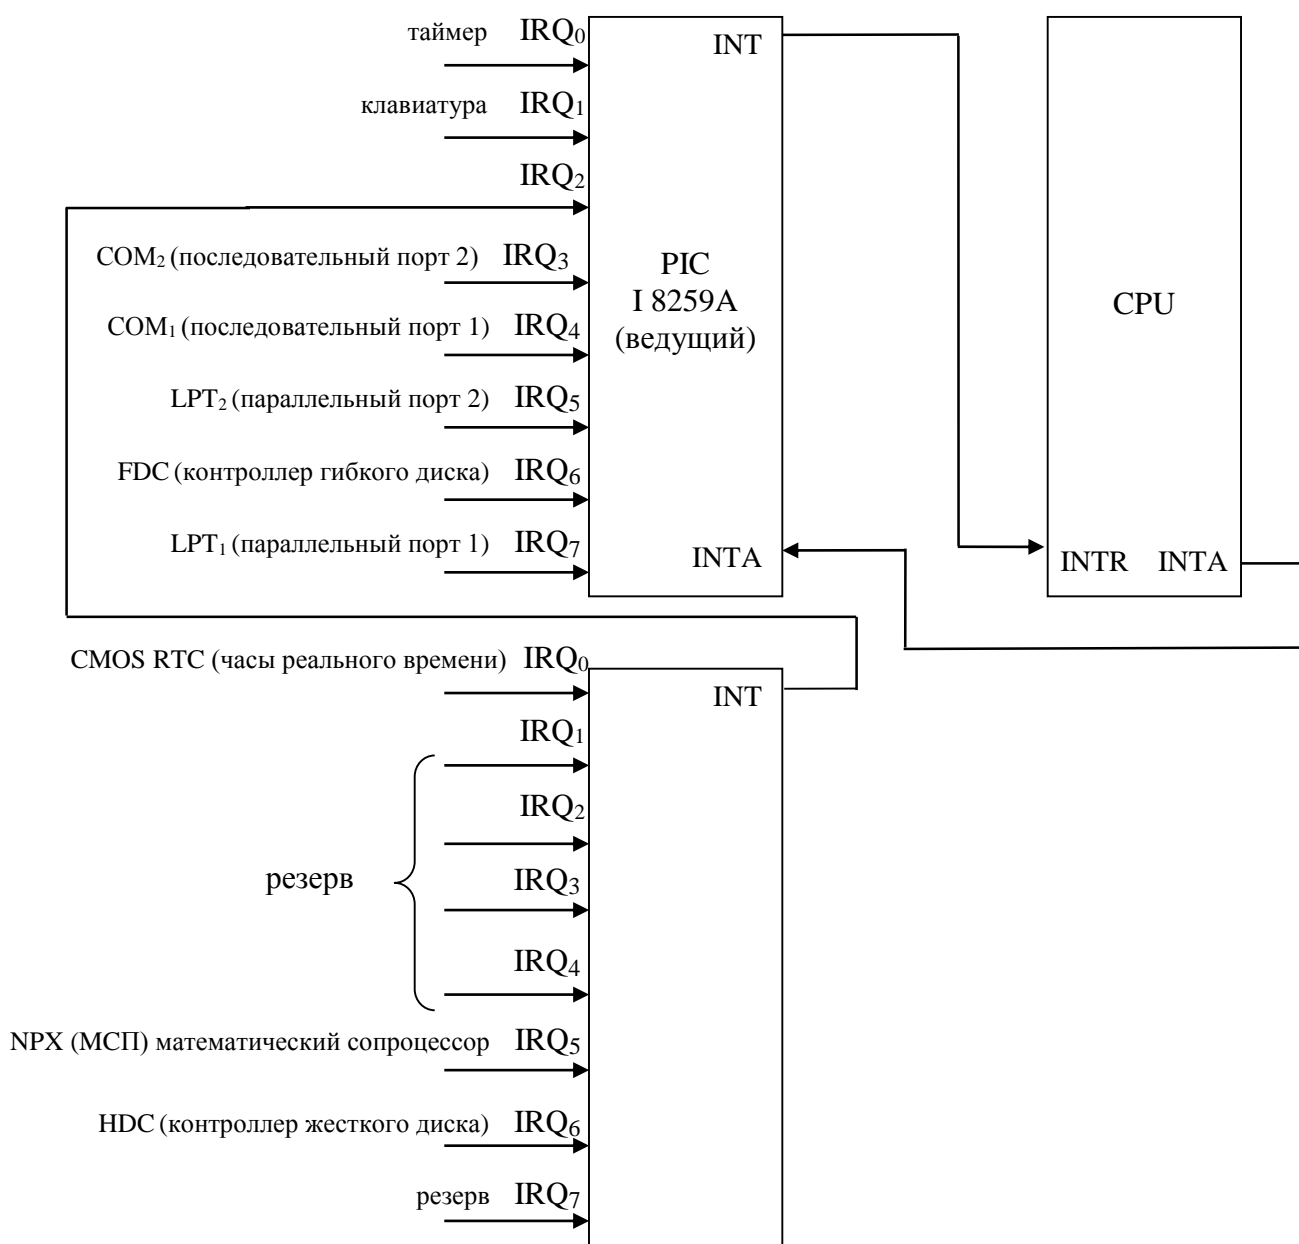 таймер IRQ0
INT
клавиатура IRQ1
IRQ2
COM2 (последовательный порт 2) IRQ3
PIC
I 8259A
(ведущий)
CPU
COM1 (последовательный порт 1) IRQ4
LPT2 (параллельный порт 2) IRQ5
FDC (контроллер гибкого диска) IRQ6
LPT1 (параллельный порт 1) IRQ7
INTA
INTR INTA
CMOS RTC (часы реального времени) IRQ0
INT
IRQ1
IRQ2
резерв
IRQ3
IRQ4
NPX (МСП) математический сопроцессор IRQ5
HDC (контроллер жесткого диска) IRQ6
резерв IRQ7